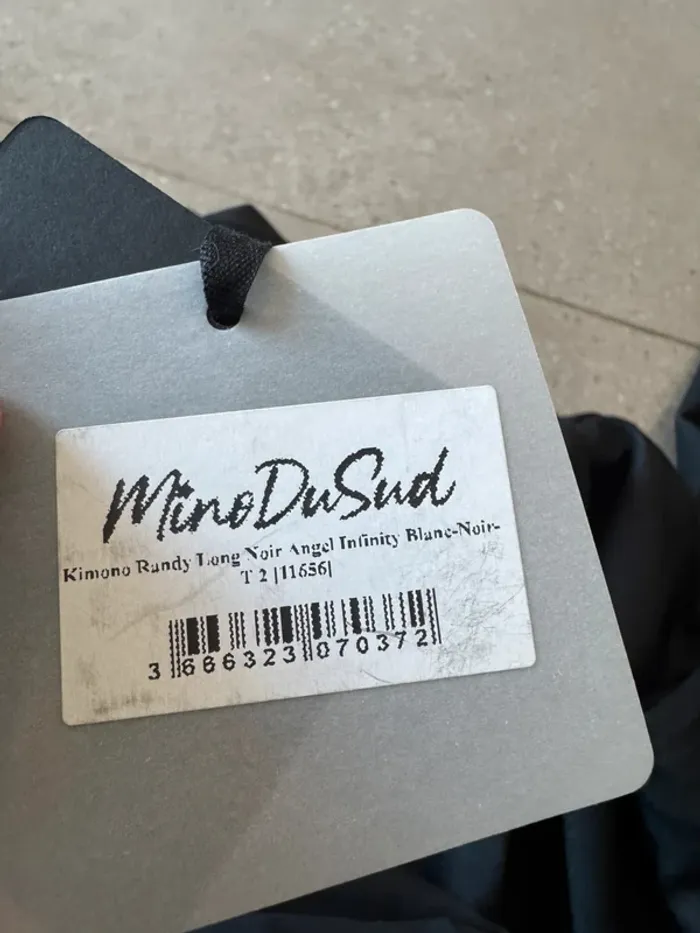 MinoDuSud
Kimono Randy Long Noir Angel Infinity Blanc-Noir-
T 2 |11656|
3 666323 070372